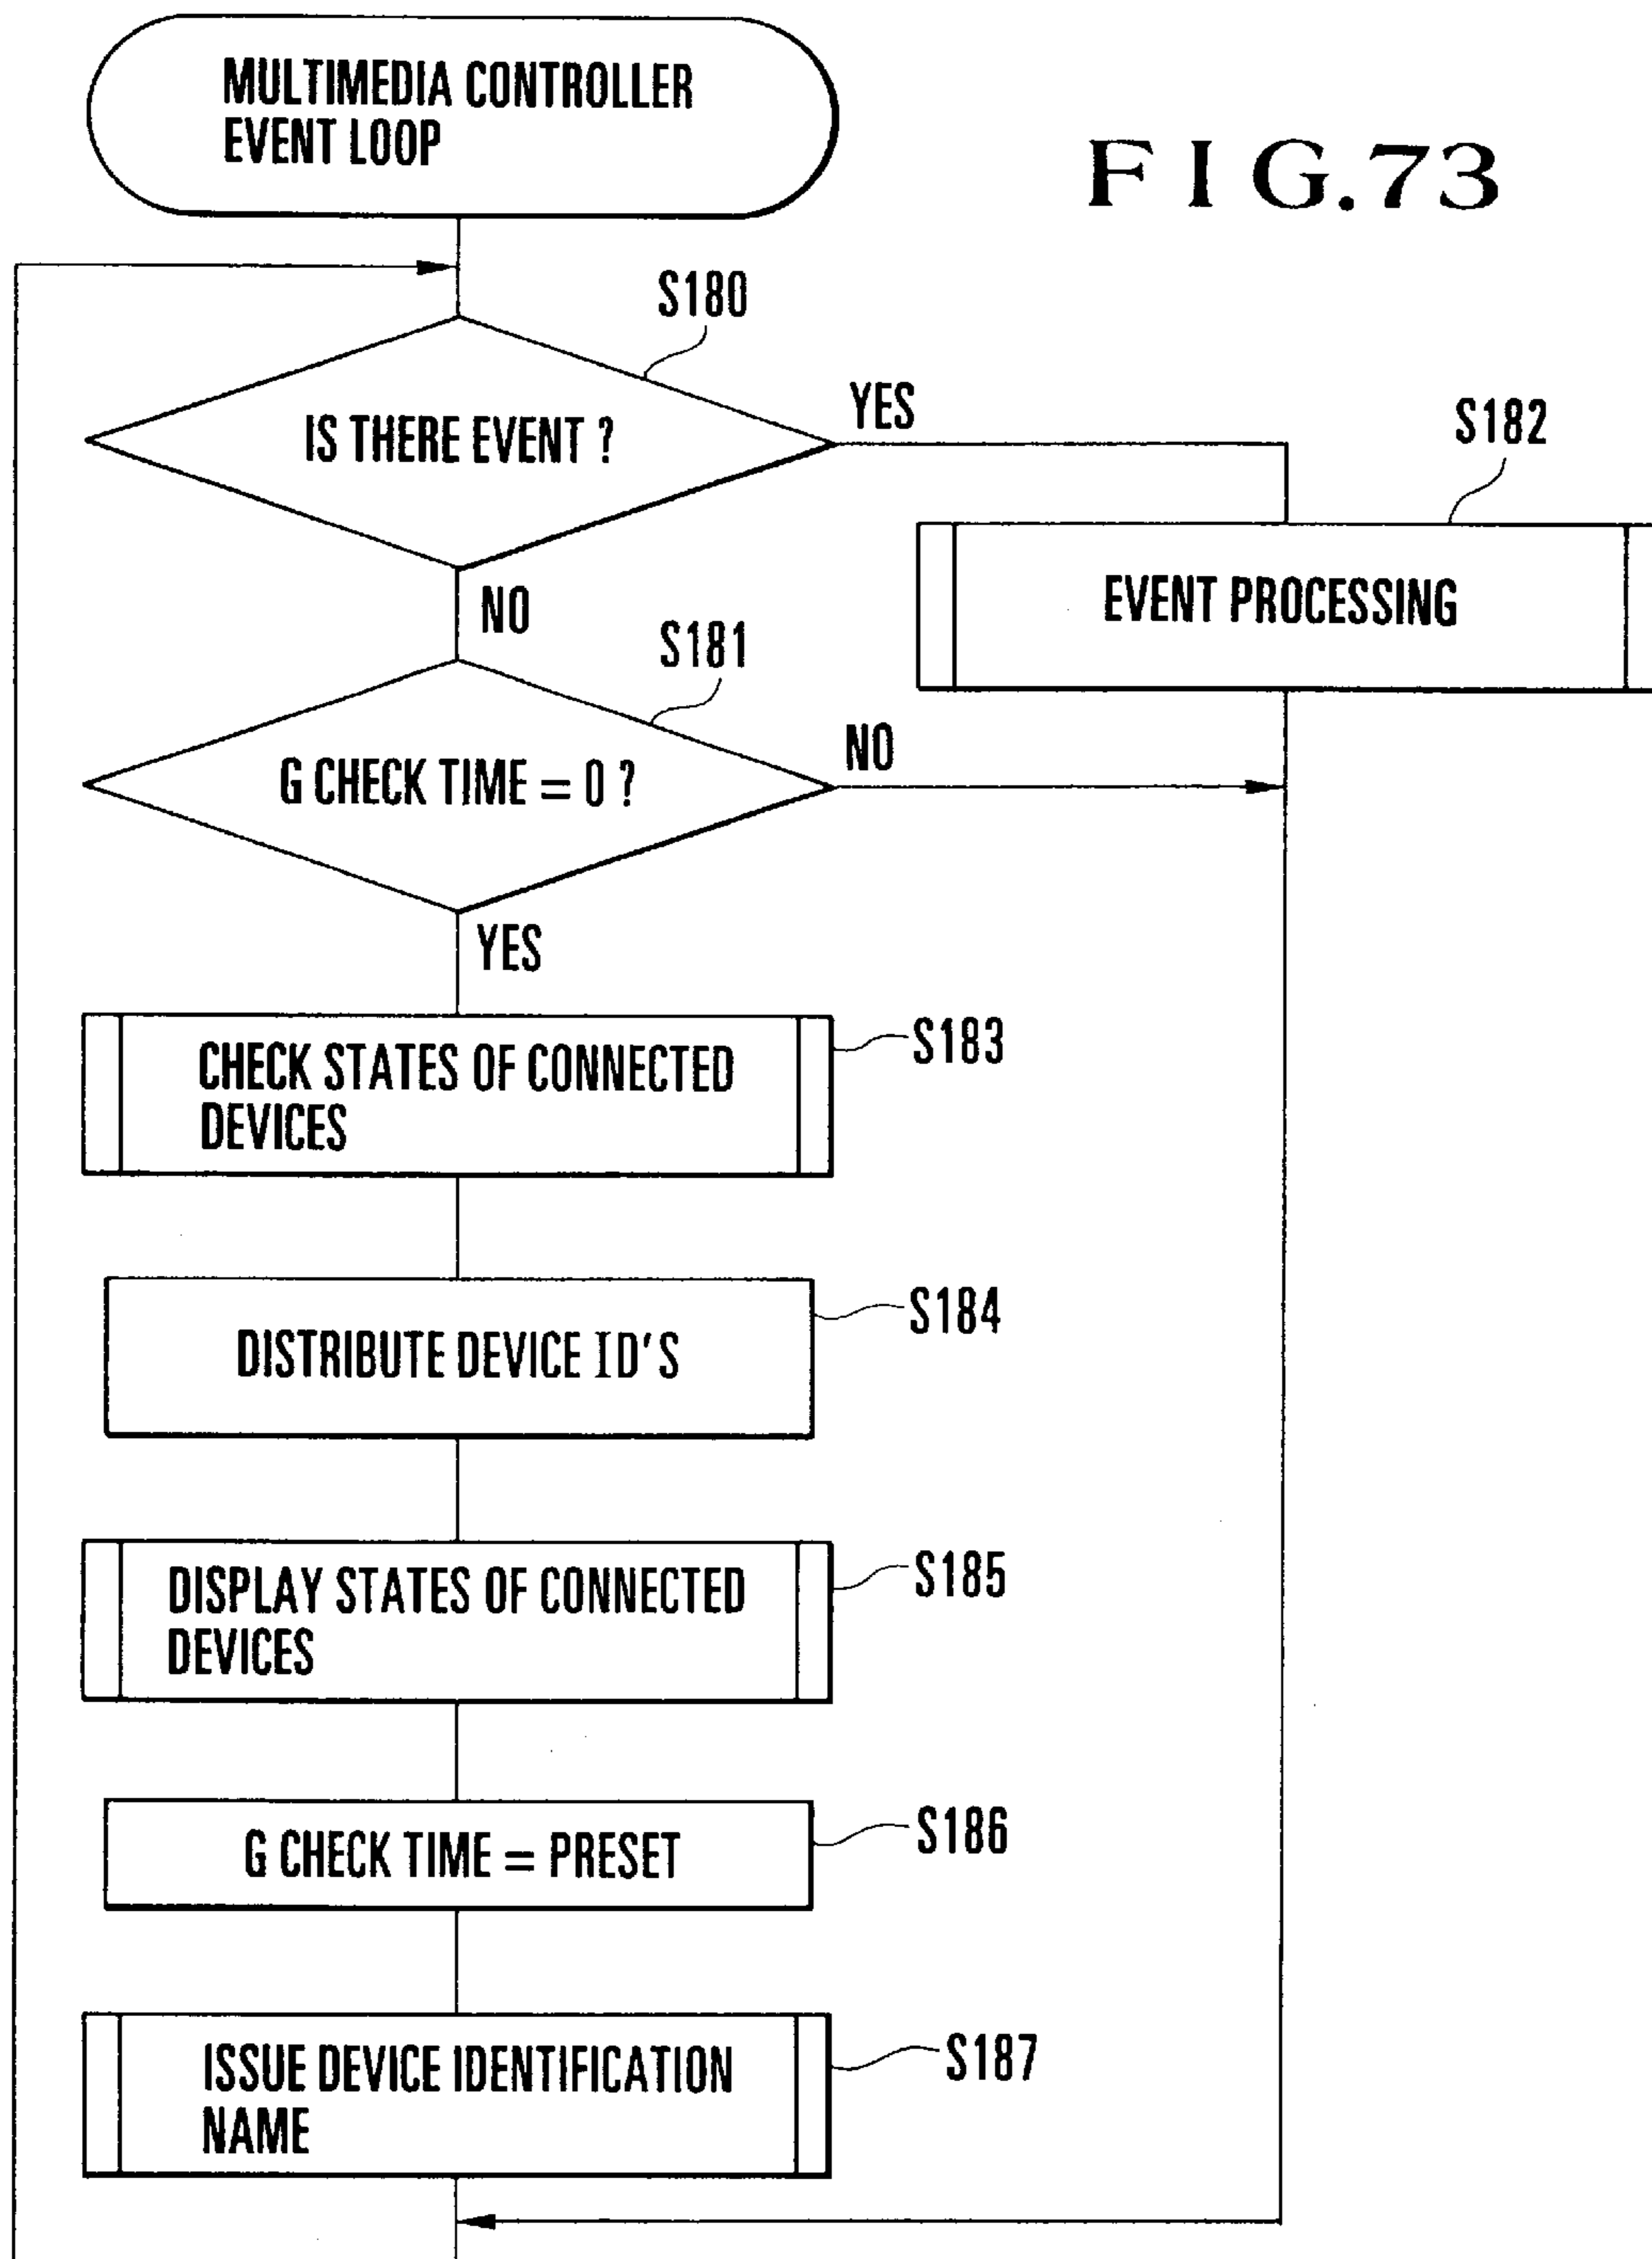 MULTIMEDIA CONTROLLER
EVENT LOOP
FIG.73
S180
IS THERE EVENT ?
YES
S182
EVENT PROCESSING
NO
S181
G CHECK TIME = 0 ?
NO
YES
S183
CHECK STATES OF CONNECTED
DEVICES
S184
DISTRIBUTE DEVICE ID'S
S185
DISPLAY STATES OF CONNECTED
DEVICES
S186
G CHECK TIME = PRESET
S187
ISSUE DEVICE IDENTIFICATION
NAME